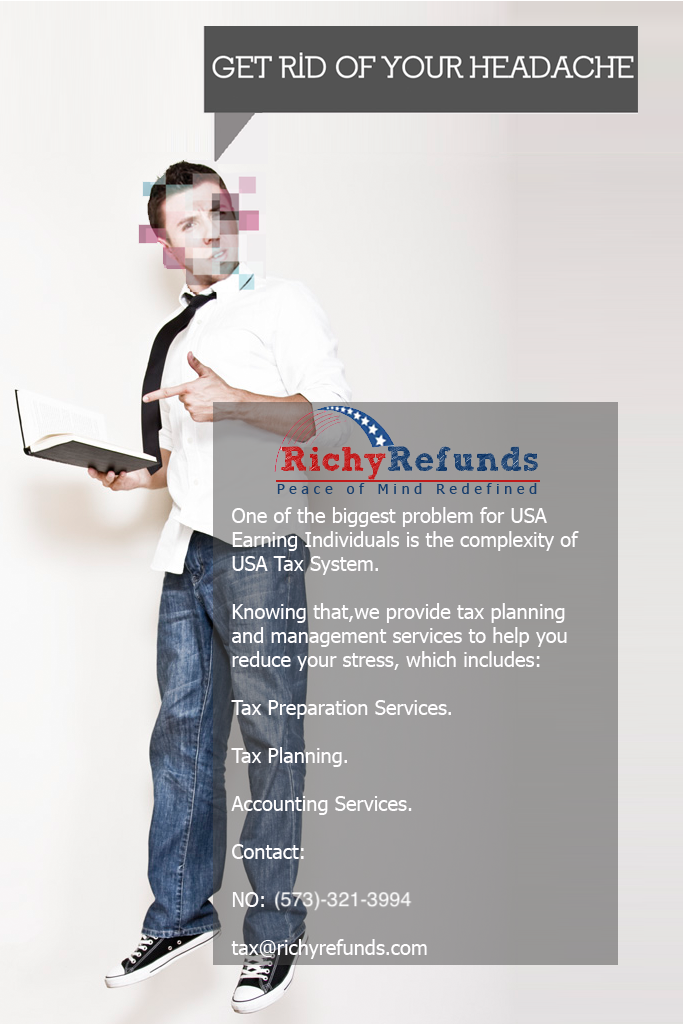 GET RiD OF YOUR HEADACHE
RichyRefunds
Peace of Mind Redefined
One of the biggest problem for USA
Earning Individuals is the complexity of
USA Tax System.
Knowing that,we provide tax planning
and management services to help you
reduce your stress, which includes:
Tax Preparation Services.
Tax Planning.
Accounting Services.
Contact:
NO: (573)-321-3994
tax@richyrefunds.com